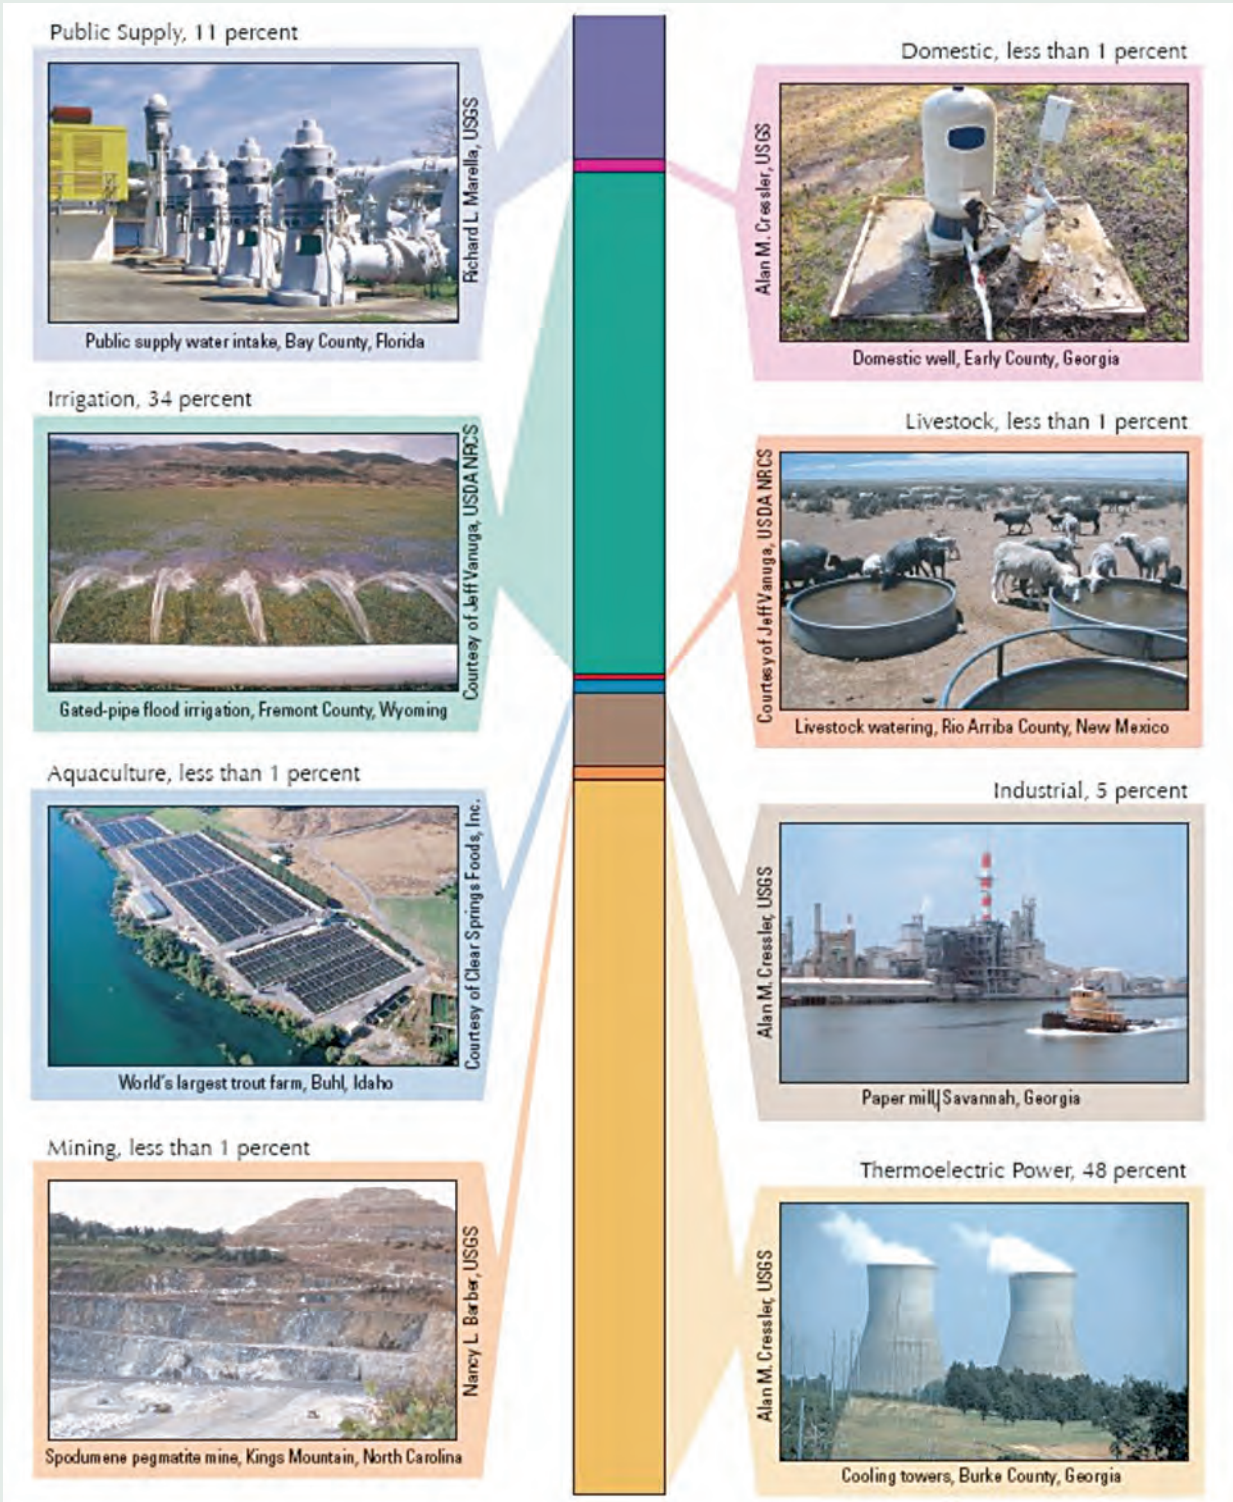 Public Supply, 11 percent
Richard L. Marella, USGS
Public supply water intake, Bay County, Florida
Domestic, less than 1 percent
Alan M. Cressler, USGS
Domestic well, Early County, Georgia
Irrigation, 34 percent
Courtesy of Jeff Vanuga, USDA NRCS
Gated-pipe flood irrigation, Fremont County, Wyoming
Livestock, less than 1 percent
Courtesy of Jeff Vanuga, USDA NRCS
Livestock watering, Rio Arriba County, New Mexico
Aquaculture, less than 1 percent
Courtesy of Clear Springs Foods, Inc.
World's largest trout farm, Buhl, Idaho
Industrial, 5 percent
Alan M. Cressler, USGS
Paper mill, Savannah, Georgia
Mining, less than 1 percent
Nancy L. Barber, USGS
Spodumene pegmatite mine, Kings Mountain, North Carolina
Thermoelectric Power, 48 percent
Alan M. Cressler, USGS
Cooling towers, Burke County, Georgia